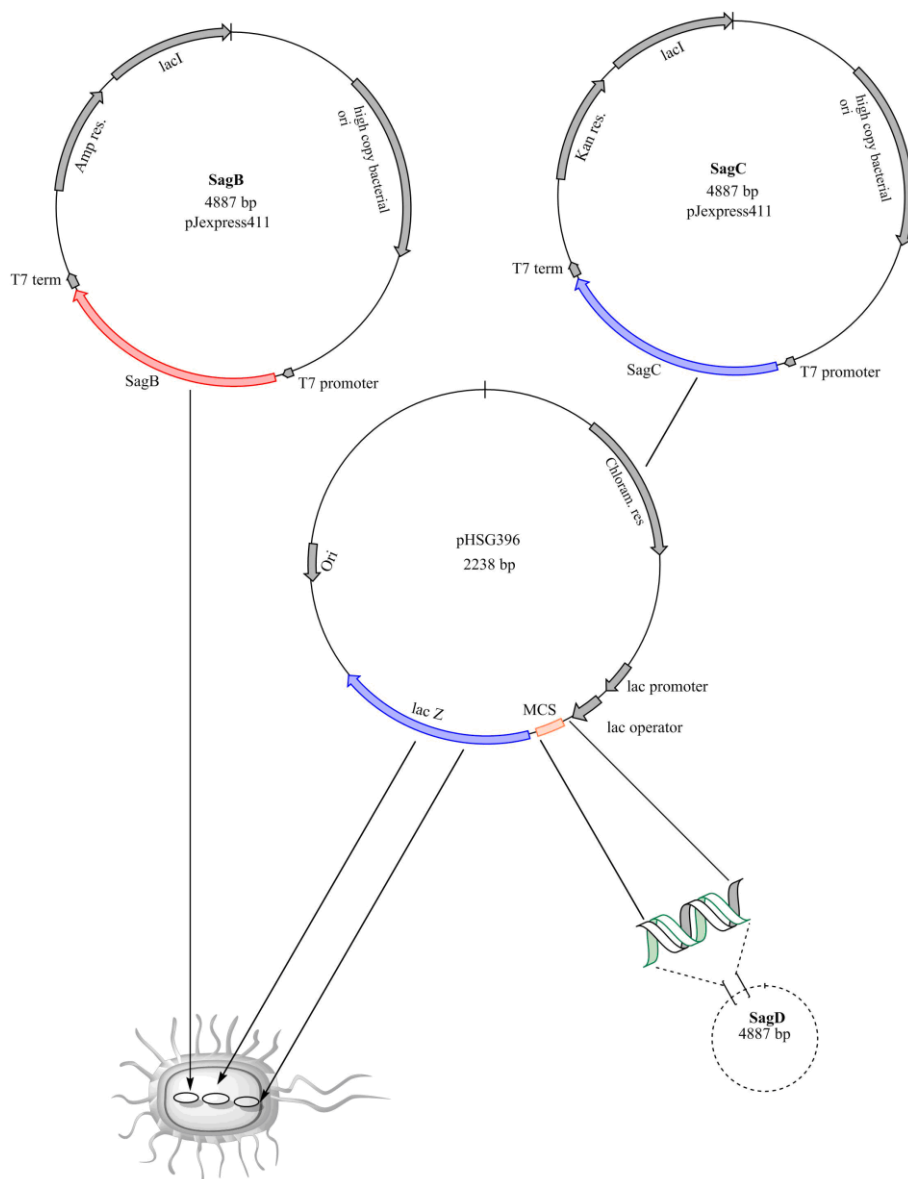 lacI
Amp res.
high copy bacterial
ori
SagB
4887 bp
pJexpress411
T7 term
SagB
T7 promoter
lacI
Kan res.
high copy bacterial
ori
SagC
4887 bp
pJexpress411
T7 term
SagC
T7 promoter
Chloram. res
pHSG396
2238 bp
Ori
lac promoter
MCS
lac Z
lac operator
SagD
4887 bp